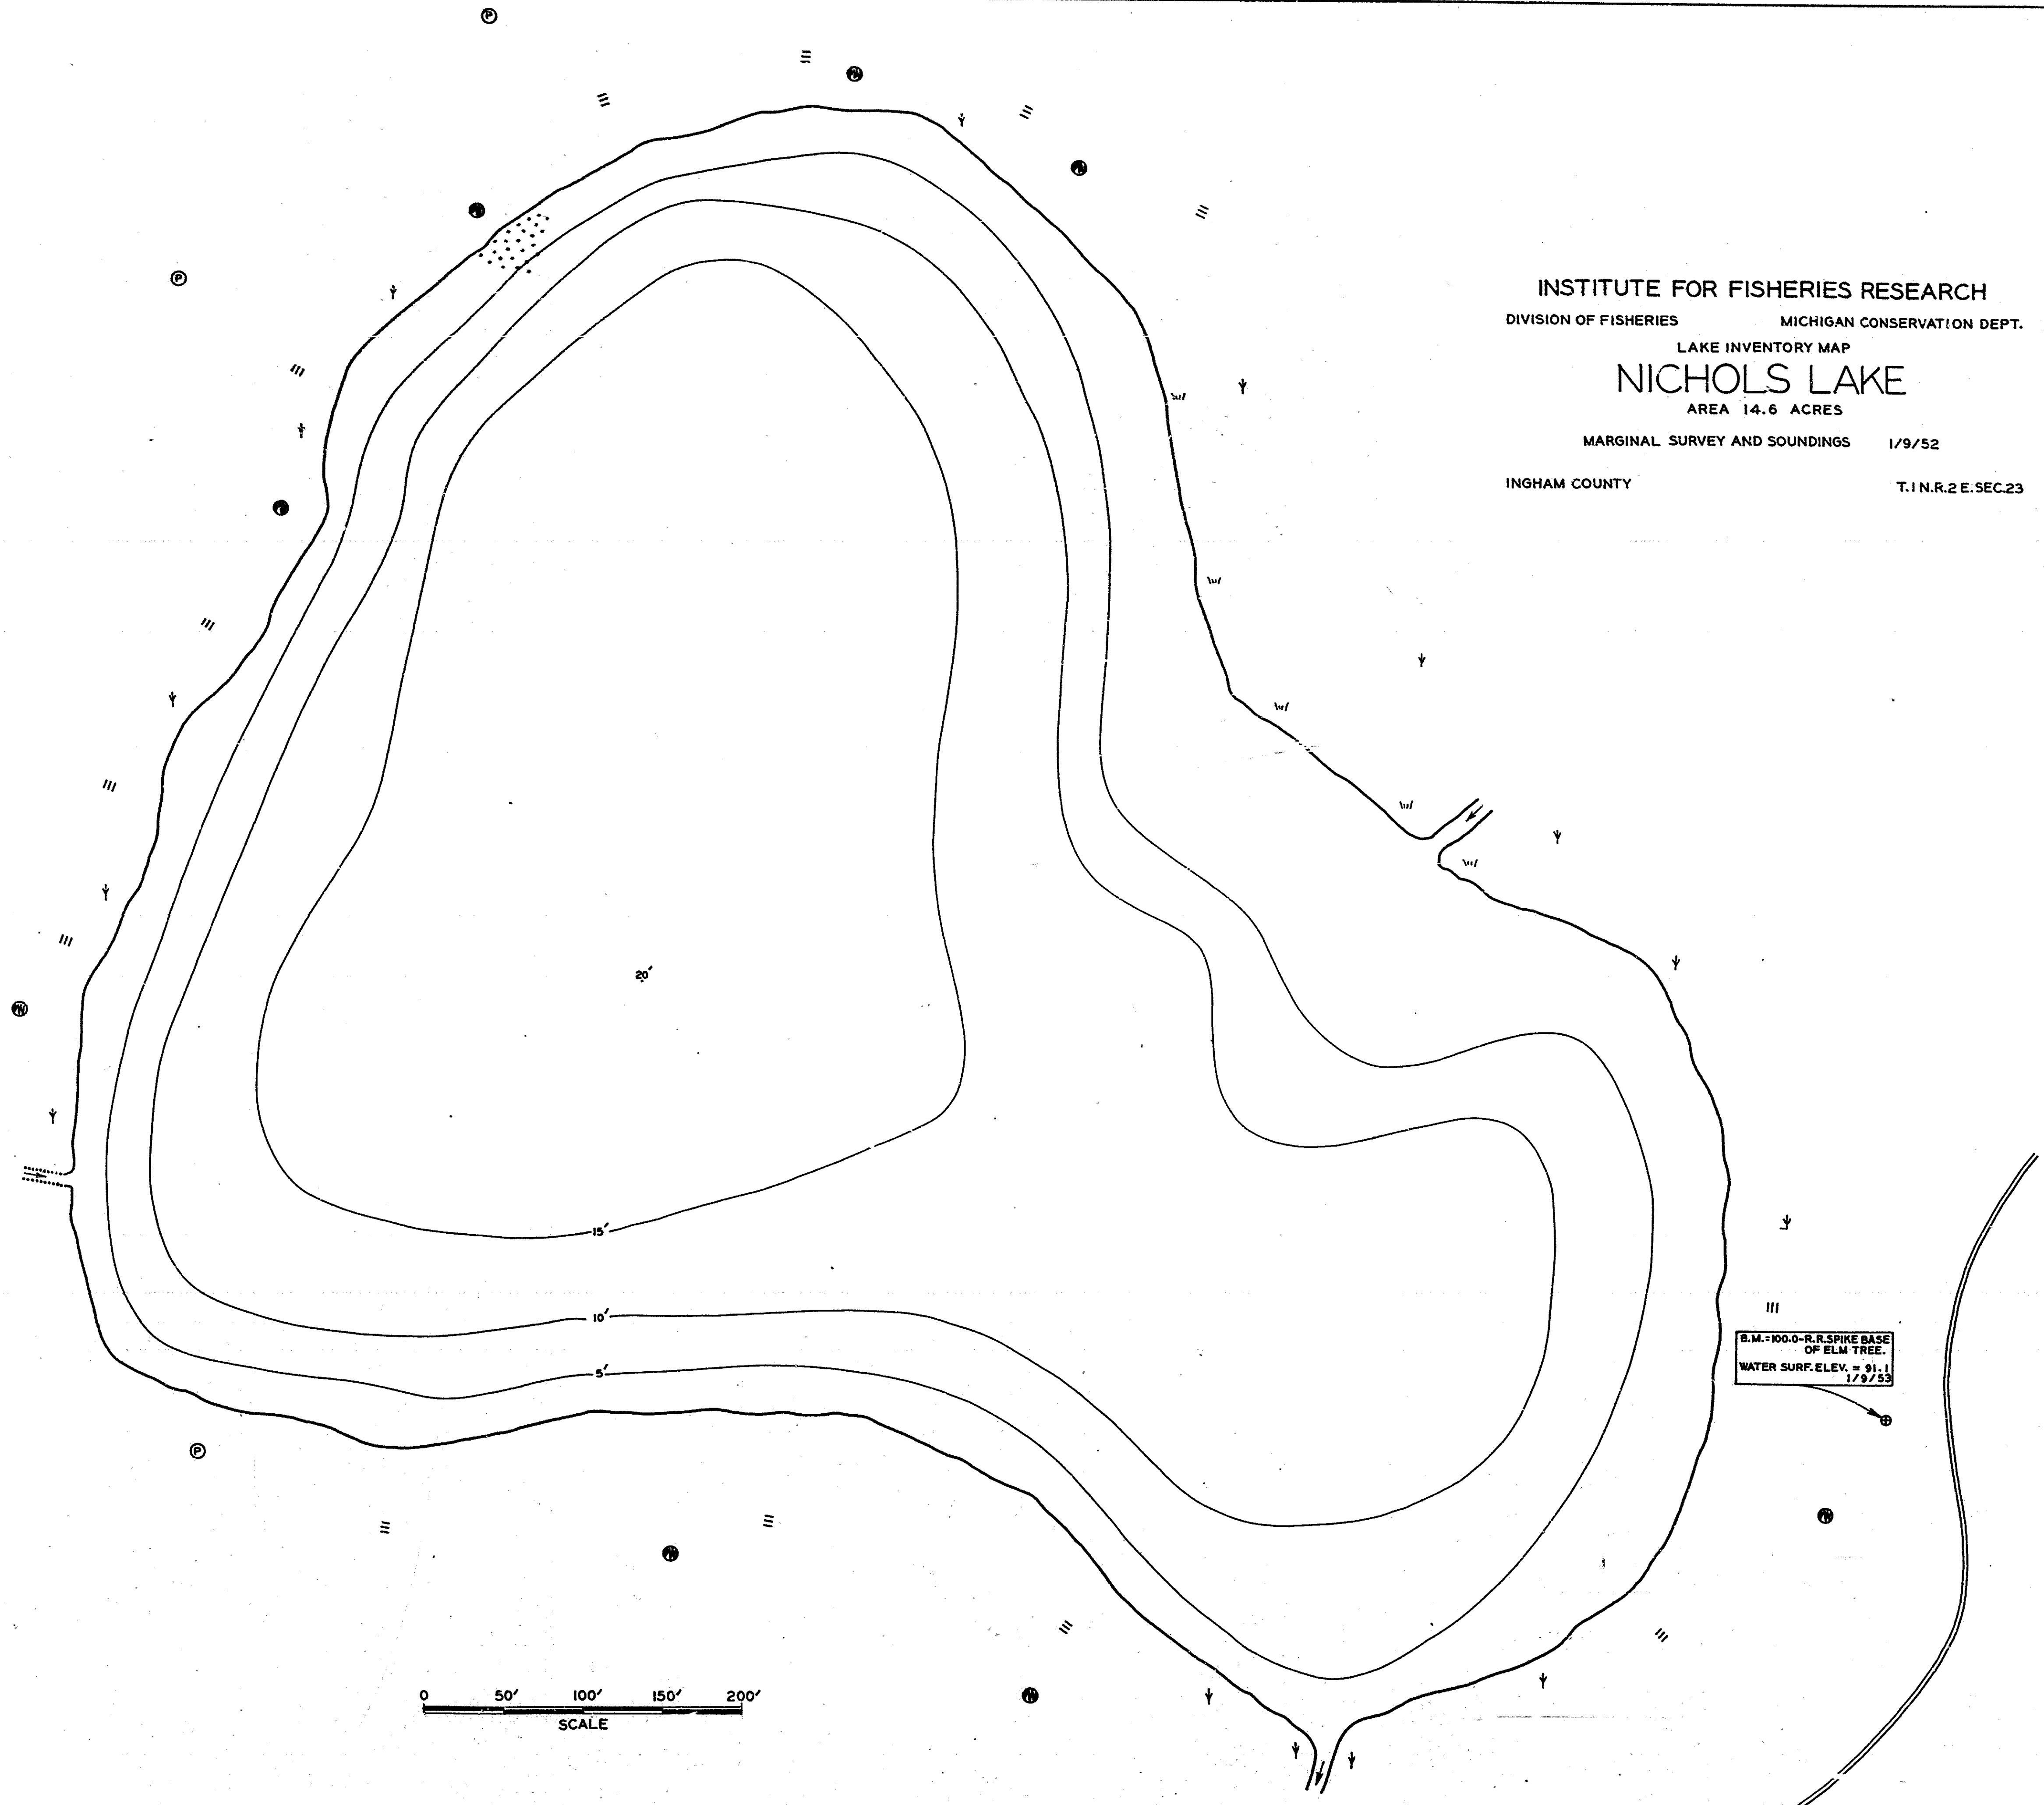 INSTITUTE FOR FISHERIES RESEARCH
DIVISION OF FISHERIES MICHIGAN CONSERVATION DEPT.
LAKE INVENTORY MAP
NICHOLS LAKE
AREA 14.6 ACRES
MARGINAL SURVEY AND SOUNDINGS 1/9/52
INGHAM COUNTY T.1 N.R.2 E.SEC.23
P
P
20'
15'
10'
5'
B.M.=100.0-R.R.SPIKE BASE
OF ELM TREE.
WATER SURF.ELEV. = 91.1
1/9/53
P
0 50' 100' 150' 200'
SCALE